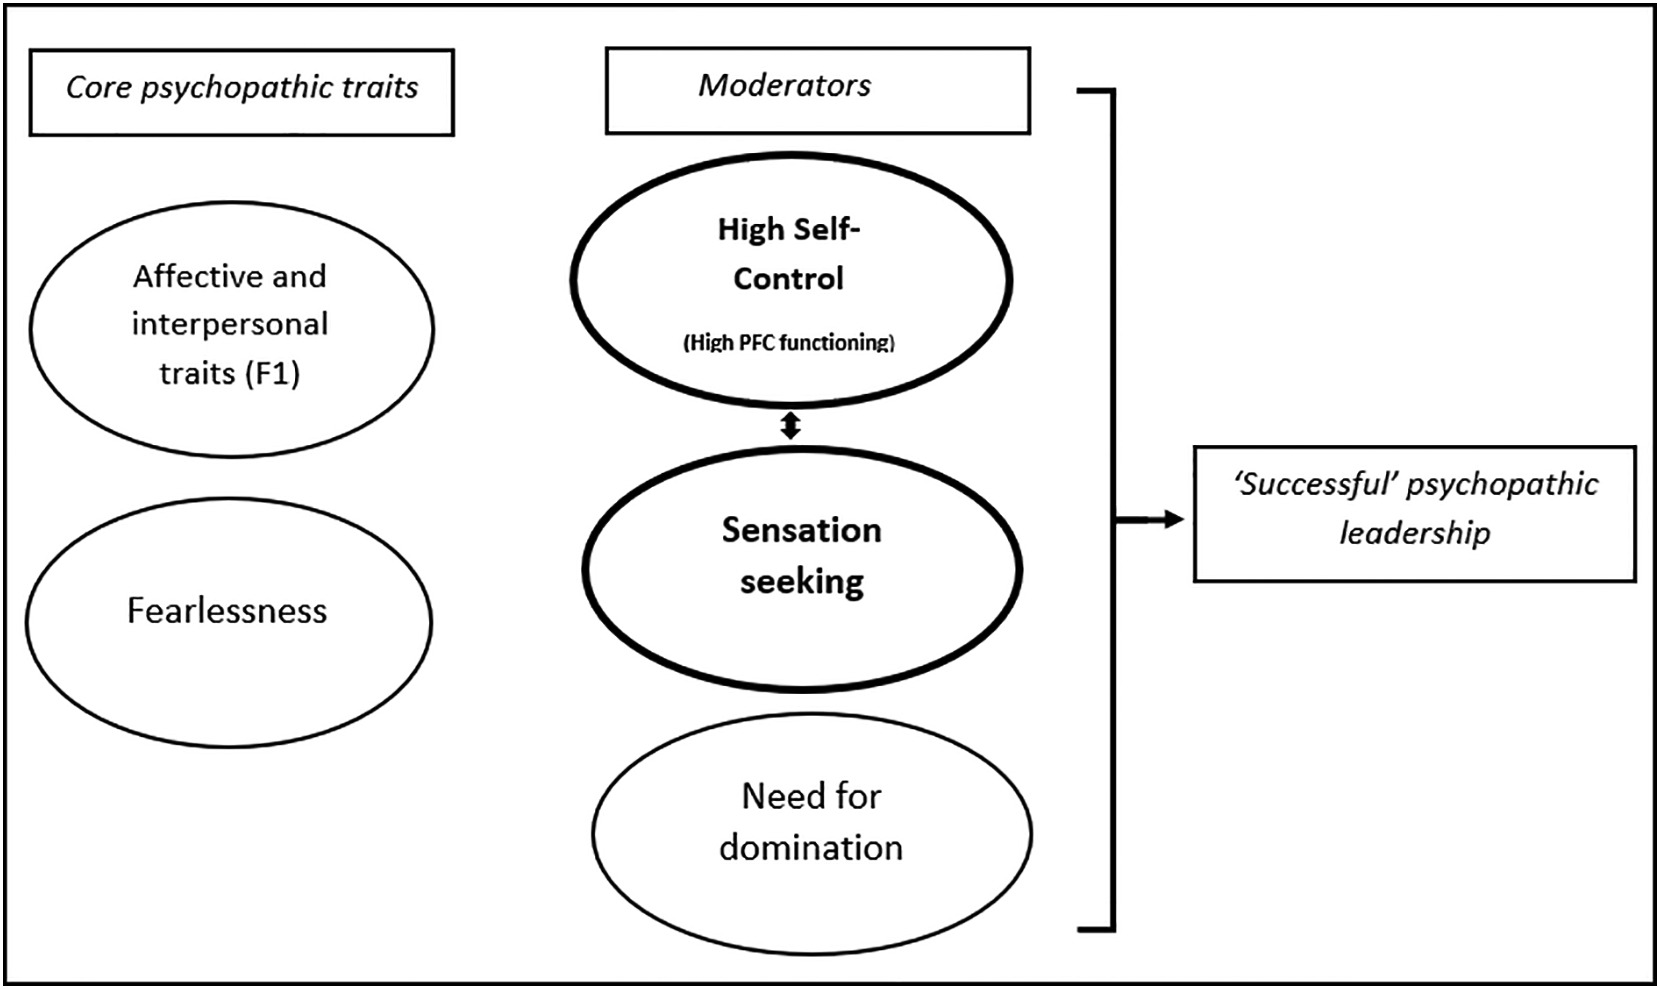 Core psychopathic traits
Moderators
Affective and
interpersonal
traits (F1)
Fearlessness
High Self-
Control
(High PFC functioning)
Sensation
seeking
Need for
domination
‘Successful’ psychopathic
leadership